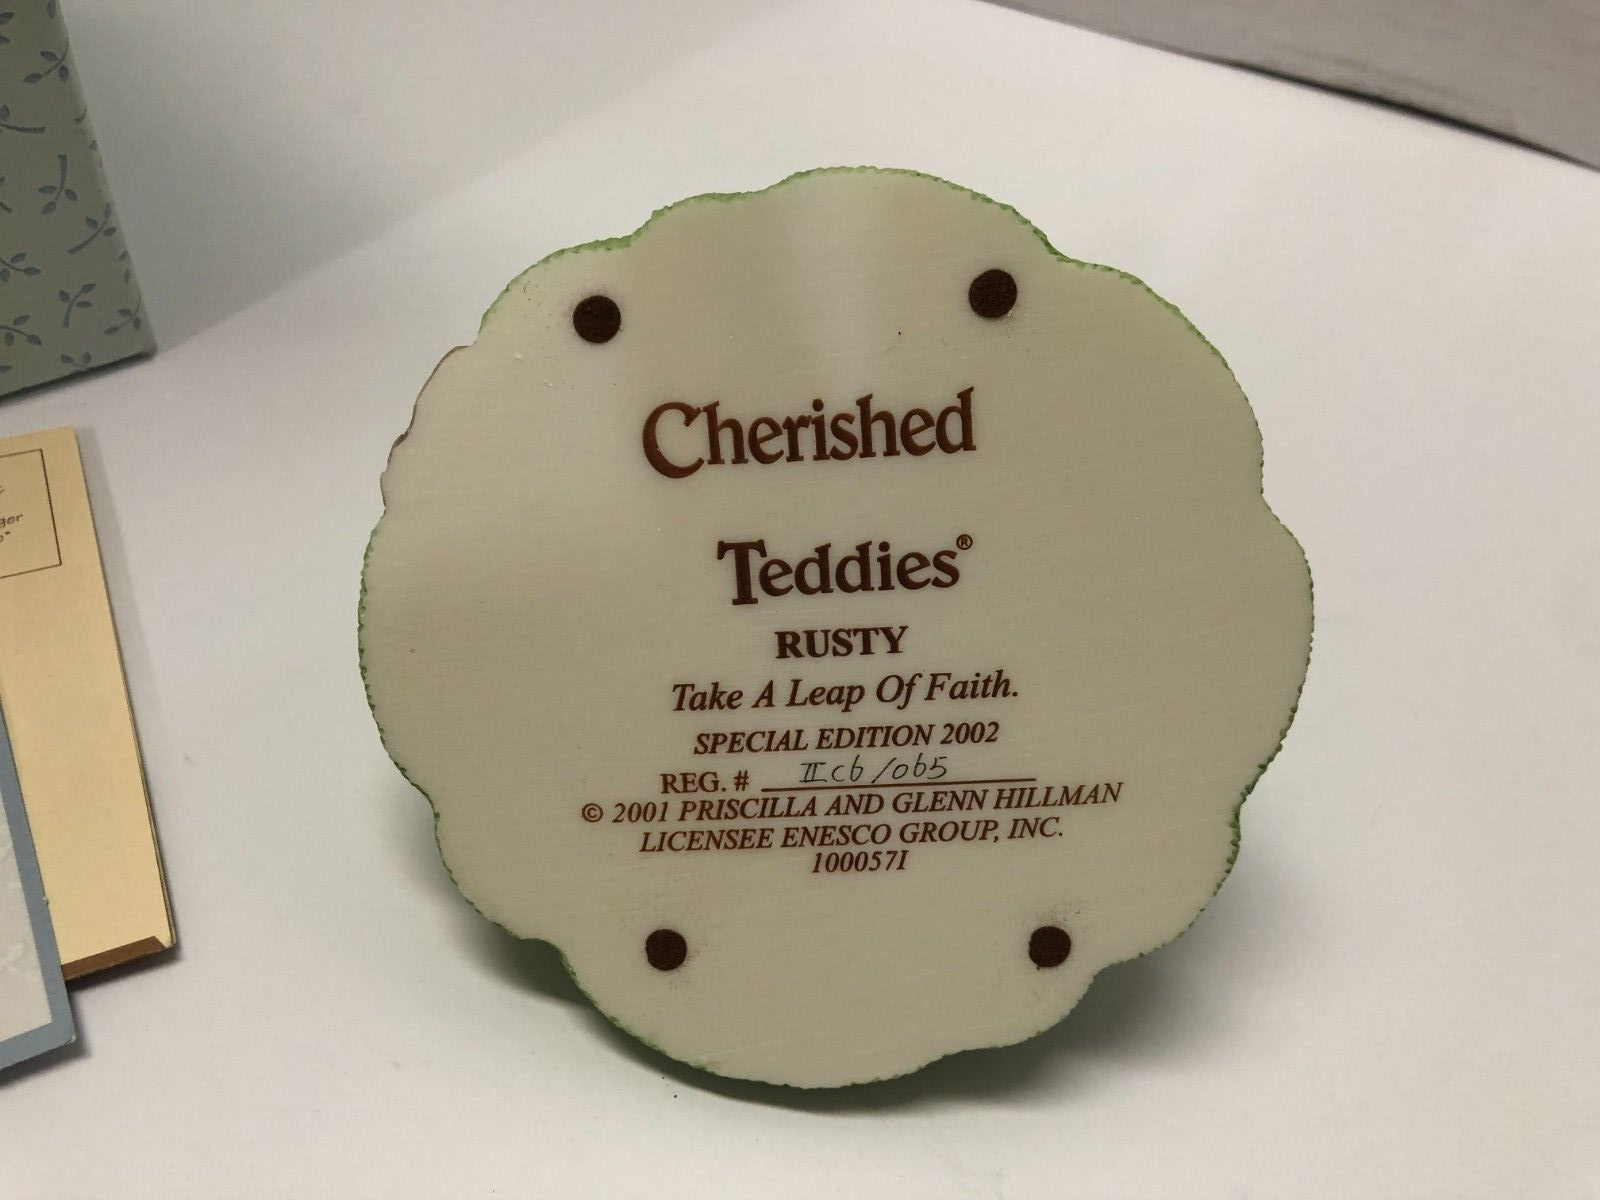 Cherished
Teddies®
RUSTY
Take A Leap Of Faith.
SPECIAL EDITION 2002
REG. # IIc6/065
© 2001 PRISCILLA AND GLENN HILLMAN
LICENSEE ENESCO GROUP, INC.
100057I